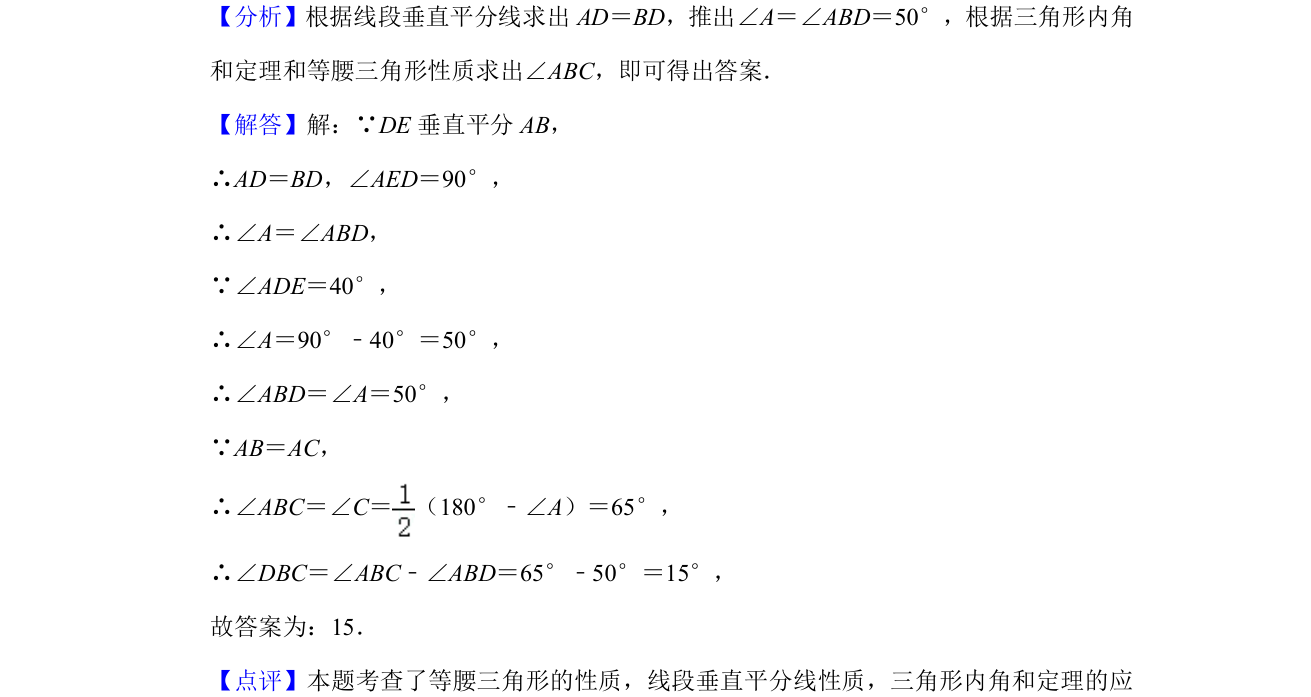 【分析】根据线段垂直平分线求出 AD=BD，推出∠A=∠ABD=50°，根据三角形内角
和定理和等腰三角形性质求出∠ABC，即可得出答案．
【解答】解：∵DE 垂直平分 AB，
∴AD=BD，∠AED=90°，
∴∠A=∠ABD，
∵∠ADE=40°，
∴∠A=90°﹣40°=50°，
∴∠ABD=∠A=50°，
∵AB=AC，
∴∠ABC=∠C=1/2（180°﹣∠A）=65°，
∴∠DBC=∠ABC﹣∠ABD=65°﹣50°=15°，
故答案为：15．
【点评】本题考查了等腰三角形的性质，线段垂直平分线性质，三角形内角和定理的应